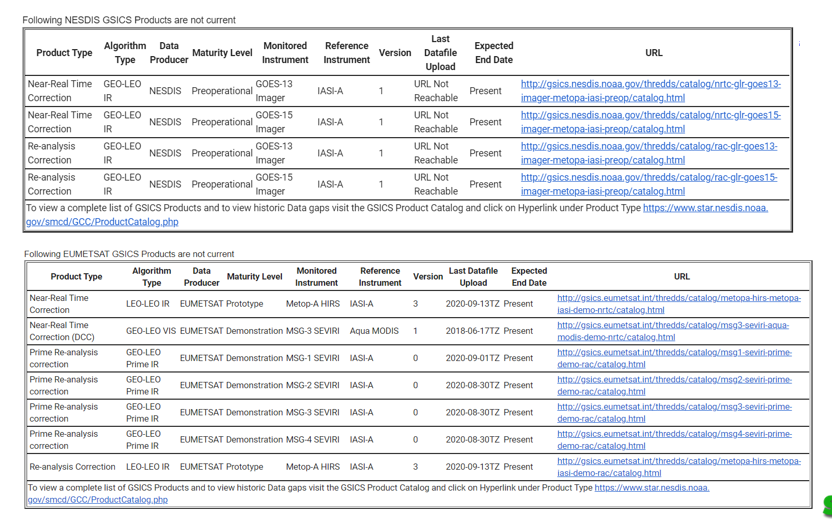 Following NESDIS GSICS Products are not current
Product Type Algorithm Type Data Producer Maturity Level Monitored Instrument Reference Instrument Version Last Datafile Upload Expected End Date URL
Near-Real Time Correction GEO-LEO IR NESDIS Preoperational GOES-13 Imager IASI-A 1 URL Not Reachable Present http://gsics.nesdis.noaa.gov/thredds/catalog/nrtc-glr-goes13-imager-metopa-iasi-preop/catalog.html
Near-Real Time Correction GEO-LEO IR NESDIS Preoperational GOES-15 Imager IASI-A 1 URL Not Reachable Present http://gsics.nesdis.noaa.gov/thredds/catalog/nrtc-glr-goes15-imager-metopa-iasi-preop/catalog.html
Re-analysis Correction GEO-LEO IR NESDIS Preoperational GOES-13 Imager IASI-A 1 URL Not Reachable Present http://gsics.nesdis.noaa.gov/thredds/catalog/rac-glr-goes13-imager-metopa-iasi-preop/catalog.html
Re-analysis Correction GEO-LEO IR NESDIS Preoperational GOES-15 Imager IASI-A 1 URL Not Reachable Present http://gsics.nesdis.noaa.gov/thredds/catalog/rac-glr-goes15-imager-metopa-iasi-preop/catalog.html
To view a complete list of GSICS Products and to view historic Data gaps visit the GSICS Product Catalog and click on Hyperlink under Product Type https://www.star.nesdis.noaa.
gov/smcd/GCC/ProductCatalog.php
Following EUMETSAT GSICS Products are not current
Product Type Algorithm Type Data Producer Maturity Level Monitored Instrument Reference Instrument Version Last Datafile Upload Expected End Date URL
Near-Real Time Correction LEO-LEO IR EUMETSAT Prototype Metop-A HIRS IASI-A 3 2020-09-13TZ Present http://gsics.eumetsat.int/thredds/catalog/metopa-hirs-metopa-iasi-demo-nrtc/catalog.html
Near-Real Time Correction (DCC) GEO-LEO VIS EUMETSAT Demonstration MSG-3 SEVIRI Aqua MODIS 1 2018-06-17TZ Present http://gsics.eumetsat.int/thredds/catalog/msg3-seviri-aqua-modis-demo-nrtc/catalog.html
Prime Re-analysis correction GEO-LEO Prime IR EUMETSAT Demonstration MSG-1 SEVIRI IASI-A 0 2020-09-01TZ Present http://gsics.eumetsat.int/thredds/catalog/msg1-seviri-prime-demo-rac/catalog.html
Prime Re-analysis correction GEO-LEO Prime IR EUMETSAT Demonstration MSG-2 SEVIRI IASI-A 0 2020-08-30TZ Present http://gsics.eumetsat.int/thredds/catalog/msg2-seviri-prime-demo-rac/catalog.html
Prime Re-analysis correction GEO-LEO Prime IR EUMETSAT Demonstration MSG-3 SEVIRI IASI-A 0 2020-08-30TZ Present http://gsics.eumetsat.int/thredds/catalog/msg3-seviri-prime-demo-rac/catalog.html
Prime Re-analysis correction GEO-LEO Prime IR EUMETSAT Demonstration MSG-4 SEVIRI IASI-A 0 2020-08-30TZ Present http://gsics.eumetsat.int/thredds/catalog/msg4-seviri-prime-demo-rac/catalog.html
Re-analysis Correction LEO-LEO IR EUMETSAT Prototype Metop-A HIRS IASI-A 3 2020-09-13TZ Present http://gsics.eumetsat.int/thredds/catalog/metopa-hirs-metopa-iasi-demo-rac/catalog.html
To view a complete list of GSICS Products and to view historic Data gaps visit the GSICS Product Catalog and click on Hyperlink under Product Type https://www.star.nesdis.noaa.
gov/smcd/GCC/ProductCatalog.php